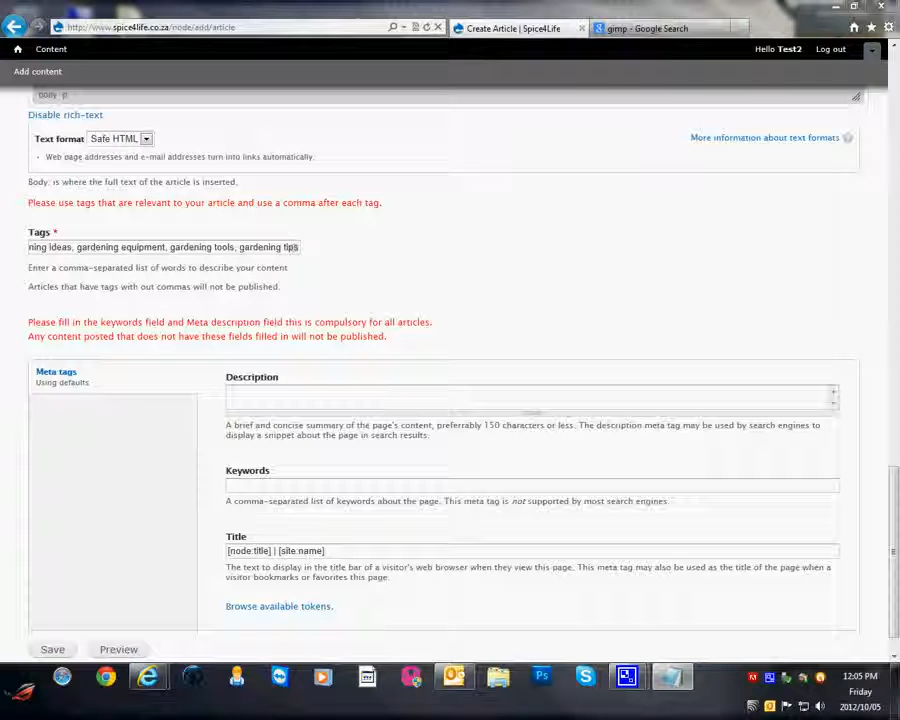 http://www.spice4life.co.za/node/add/article
Create Article | Spice4Life
gimp - Google Search
Content
Hello Test2
Log out
Add content
body p
Disable rich-text
Text format Safe HTML
More information about text formats
Web page addresses and e-mail addresses turn into links automatically.
Body: is where the full text of the article is inserted.
Please use tags that are relevant to your article and use a comma after each tag.
Tags *
ning ideas, gardening equipment, gardening tools, gardening tips
Enter a comma-separated list of words to describe your content
Articles that have tags with out commas will not be published.
Please fill in the keywords field and Meta description field this is compulsory for all articles.
Any content posted that does not have these fields filled in will not be published.
Meta tags
Using defaults
Description
A brief and concise summary of the page's content, preferrably 150 characters or less. The description meta tag may be used by search engines to
display a snippet about the page in search results.
Keywords
A comma-separated list of keywords about the page. This meta tag is not supported by most search engines.
Title
[node:title] | [site:name]
The text to display in the title bar of a visitor's web browser when they view this page. This meta tag may also be used as the title of the page when a
visitor bookmarks or favorites this page.
Browse available tokens.
Save
Preview
Ps
12:05 PM
Friday
2012/10/05